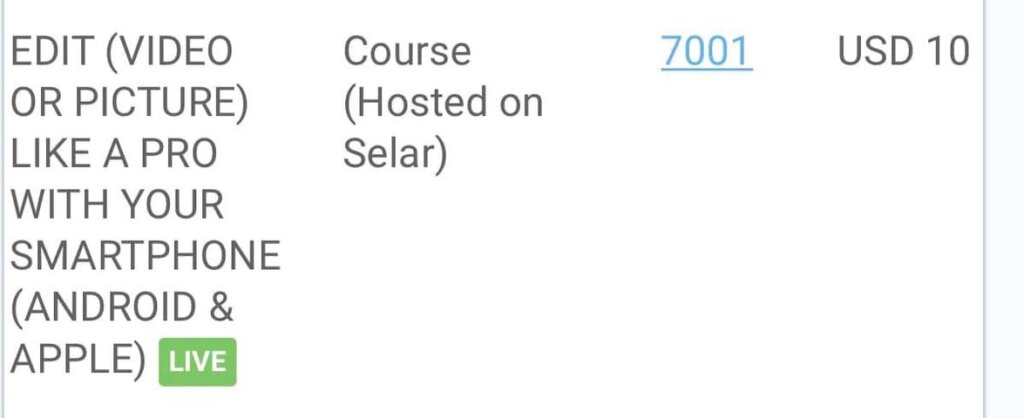 EDIT (VIDEO
OR PICTURE)
LIKE A PRO
WITH YOUR
SMARTPHONE
(ANDROID &
APPLE) LIVE
Course
(Hosted on
Selar)
7001
USD 10